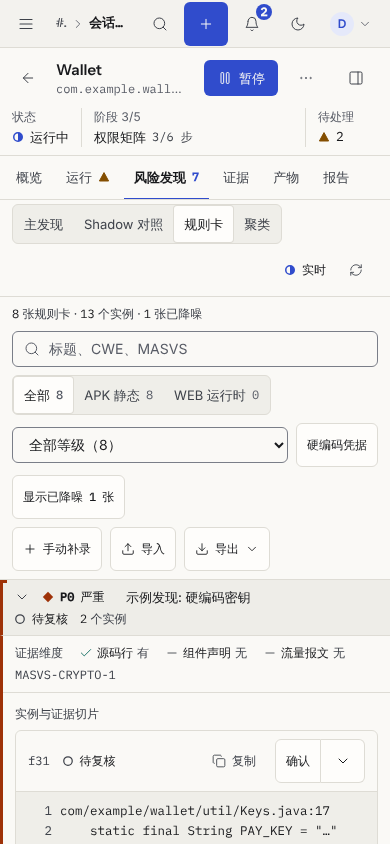 #. 会话…
2
D
Wallet
com.example.wall…
暂停
状态
运行中
阶段 3/5
权限矩阵 3/6 步
待处理
2
概览 运行 风险发现 7 证据 产物 报告
主发现 Shadow 对照 规则卡 聚类
实时
8 张规则卡 · 13 个实例 · 1 张已降噪
标题、CWE、MASVS
全部 8 APK 静态 8 WEB 运行时 0
全部等级（8）
硬编码凭据
显示已降噪 1 张
手动补录 导入 导出
P0 严重 示例发现: 硬编码密钥
待复核 2 个实例
证据维度 源码行 有 组件声明 无 流量报文 无
MASVS-CRYPTO-1
实例与证据切片
f31 待复核 复制 确认
1 com/example/wallet/util/Keys.java:17
2 static final String PAY_KEY = "…"